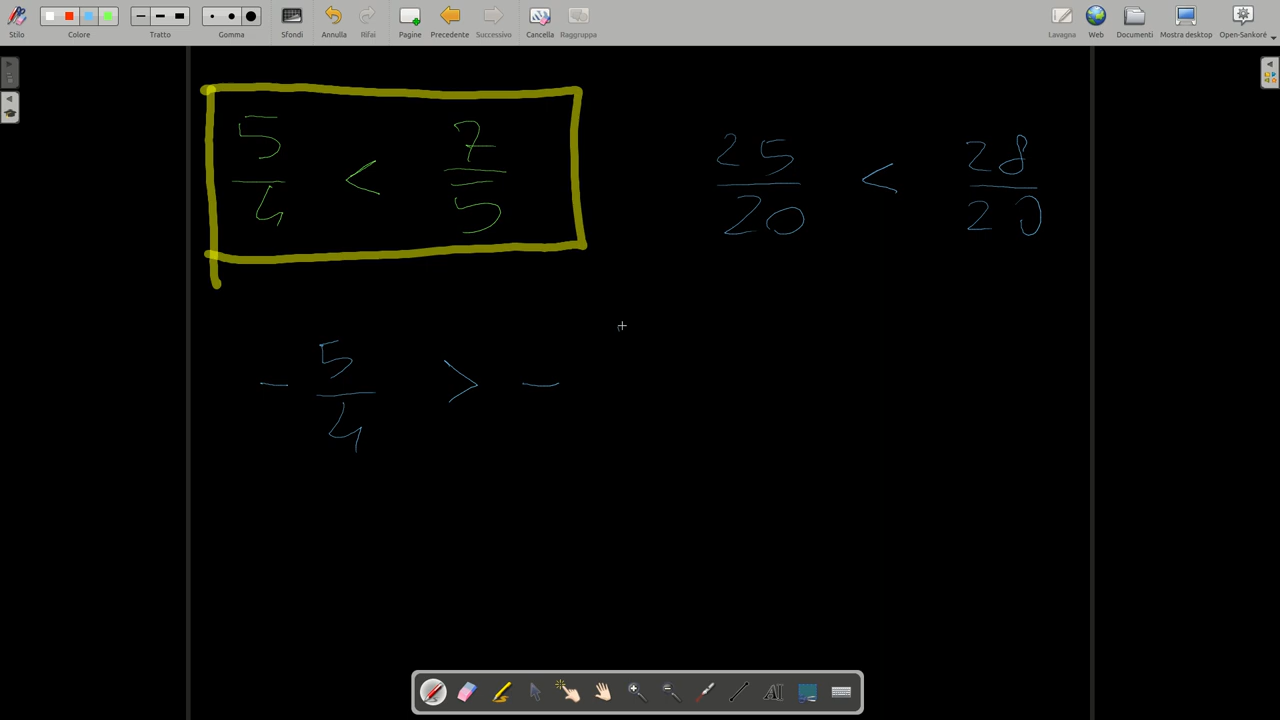 Stilo Colore Tratto Gomma Sfondi Annulla Rifai Pagine Precedente Successivo Cancella Raggruppa Lavagna Web Documenti Mostra desktop Open-Sankoré
5/4 < 7/5
25/20 < 28/20
- 5/4 > -
AI